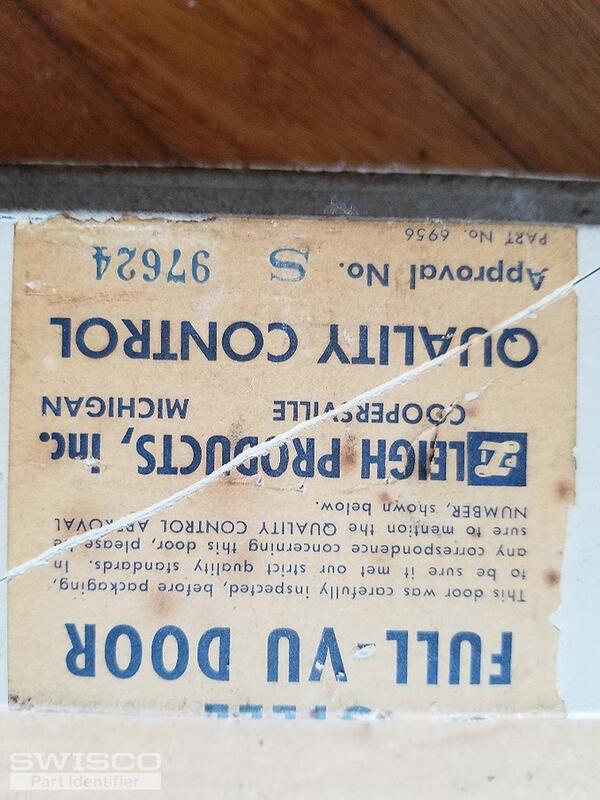 STEEL
FULL-VU DOOR
This door was carefully inspected, before packaging,
to be sure it met our strict quality standards. In
any correspondence concerning this door, please be
sure to mention the QUALITY CONTROL APPROVAL
NUMBER, shown below.
LEIGH PRODUCTS, inc.
COOPERSVILLE MICHIGAN
QUALITY CONTROL
Approval No. S 97624
PART No. 6956
SWISCO
Part Identifier